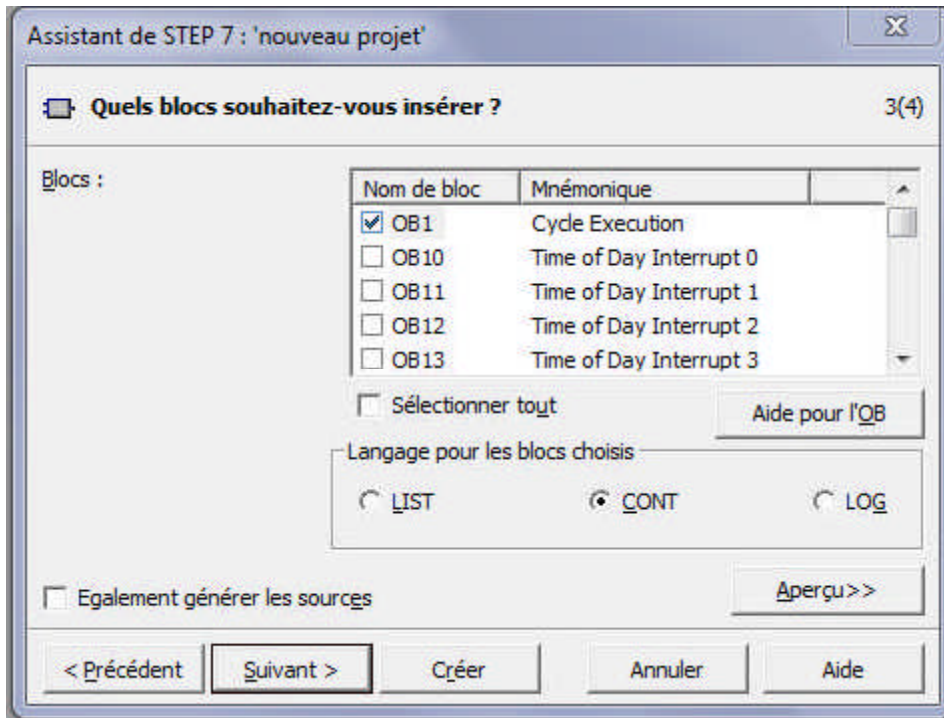 Assistant de STEP 7 : 'nouveau projet'
Quels blocs souhaitez-vous insérer ? 3(4)
Blocs :
Nom de bloc Mnémonique
OB1 Cycle Execution
OB10 Time of Day Interrupt 0
OB11 Time of Day Interrupt 1
OB12 Time of Day Interrupt 2
OB13 Time of Day Interrupt 3
Sélectionner tout Aide pour l'OB
Langage pour les blocs choisis
LIST CONT LOG
Egalement générer les sources Aperçu>>
< Précédent Suivant > Créer Annuler Aide